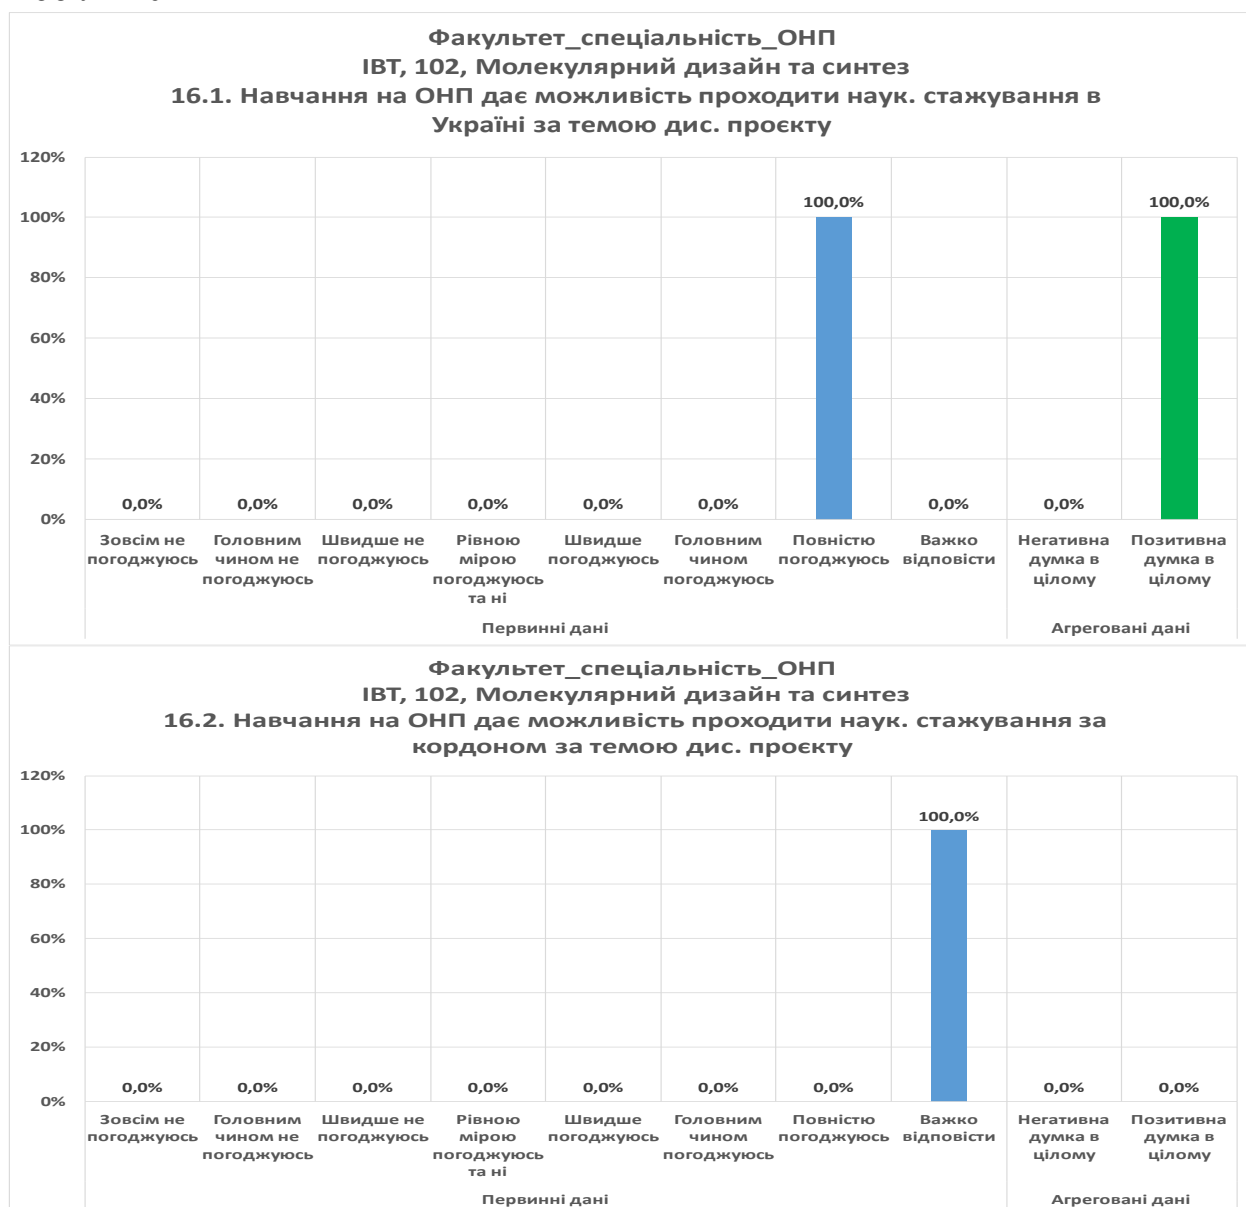 Факультет_спеціальність_ОНП
ІВТ, 102, Молекулярний дизайн та синтез
16.1. Навчання на ОНП дає можливість проходити наук. стажування в
Україні за темою дис. проєкту
120%
100%
80%
60%
40%
20%
0%
0,0% 0,0% 0,0% 0,0% 0,0% 0,0% 100,0% 0,0% 0,0% 100,0%
Зовсім не
погоджуюсь
Головним
чином не
погоджуюсь
Швидше не
погоджуюсь
Рівною
мірою
погоджуюсь
та ні
Швидше
погоджуюсь
Головним
чином
погоджуюсь
Повністю
погоджуюсь
Важко
відповісти
Негативна
думка в
цілому
Позитивна
думка в
цілому
Первинні дані
Агреговані дані
Факультет_спеціальність_ОНП
ІВТ, 102, Молекулярний дизайн та синтез
16.2. Навчання на ОНП дає можливість проходити наук. стажування за
кордоном за темою дис. проєкту
120%
100%
80%
60%
40%
20%
0%
0,0% 0,0% 0,0% 0,0% 0,0% 0,0% 0,0% 100,0% 0,0% 0,0%
Зовсім не
погоджуюсь
Головним
чином не
погоджуюсь
Швидше не
погоджуюсь
Рівною
мірою
погоджуюсь
та ні
Швидше
погоджуюсь
Головним
чином
погоджуюсь
Повністю
погоджуюсь
Важко
відповісти
Негативна
думка в
цілому
Позитивна
думка в
цілому
Первинні дані
Агреговані дані